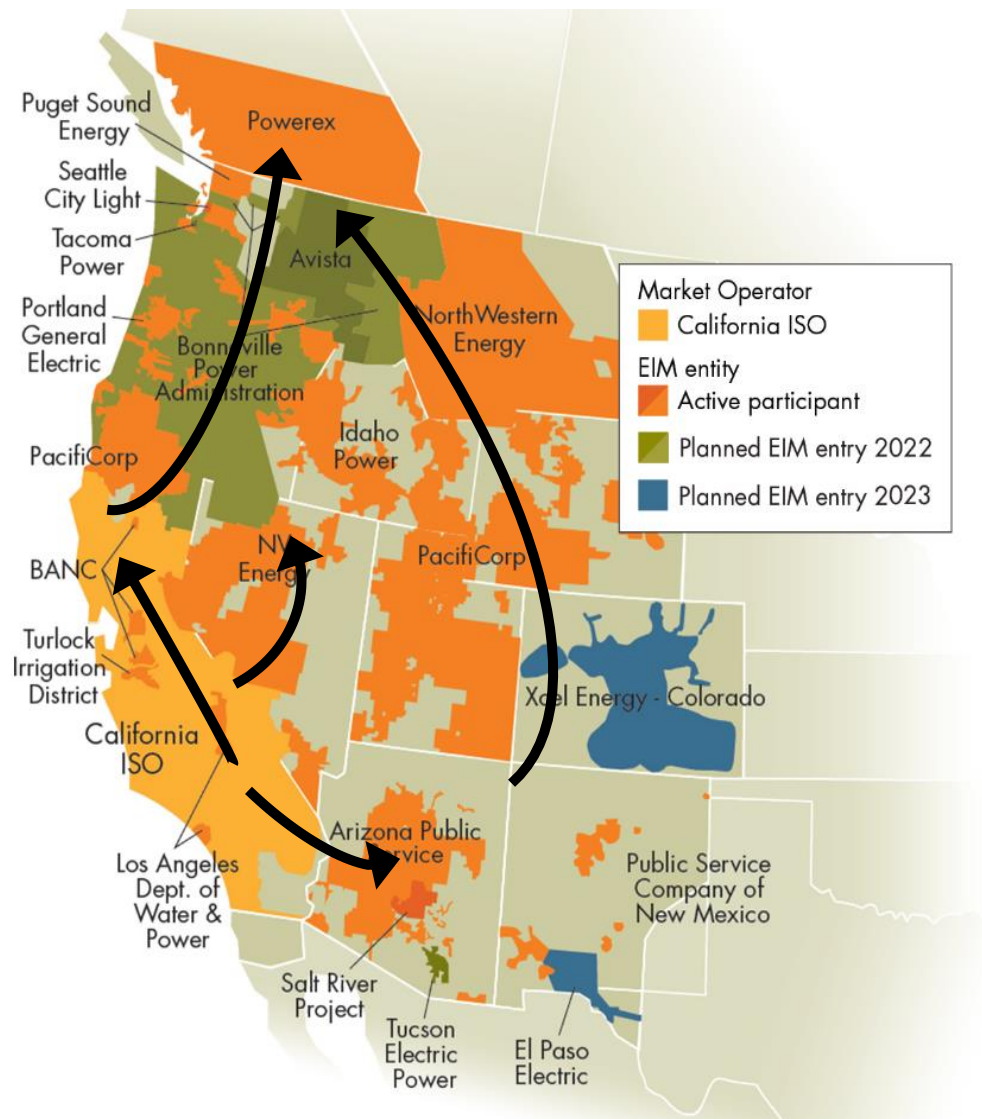 Puget Sound
Energy
Powerex
Seattle
City Light
Tacoma
Power
Avista
Portland
General
Electric
NorthWestern
Energy
Bonneville
Power
Administration
Market Operator
California ISO
EIM entity
Active participant
Planned EIM entry 2022
Planned EIM entry 2023
Idaho
Power
PacifiCorp
NV
Energy
PacifiCorp
BANC
Turlock
Irrigation
District
Xcel Energy - Colorado
California
ISO
Arizona Public
Service
Los Angeles
Dept. of
Water &
Power
Public Service
Company of
New Mexico
Salt River
Project
Tucson
Electric
Power
El Paso
Electric